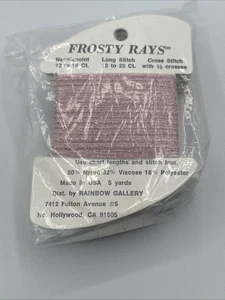 FROSTY RAYS™
Needlepoint Long Stitch Cross Stitch
12 to 18 Ct. 12 to 22 Ct. with ½ crosses
Use short lengths and stitch
50% Nylon 32% Viscose 18% Polyester
Made in USA 5 yards
Dist. by RAINBOW GALLERY
7412 Fulton Avenue #5
No. Hollywood, CA 91605